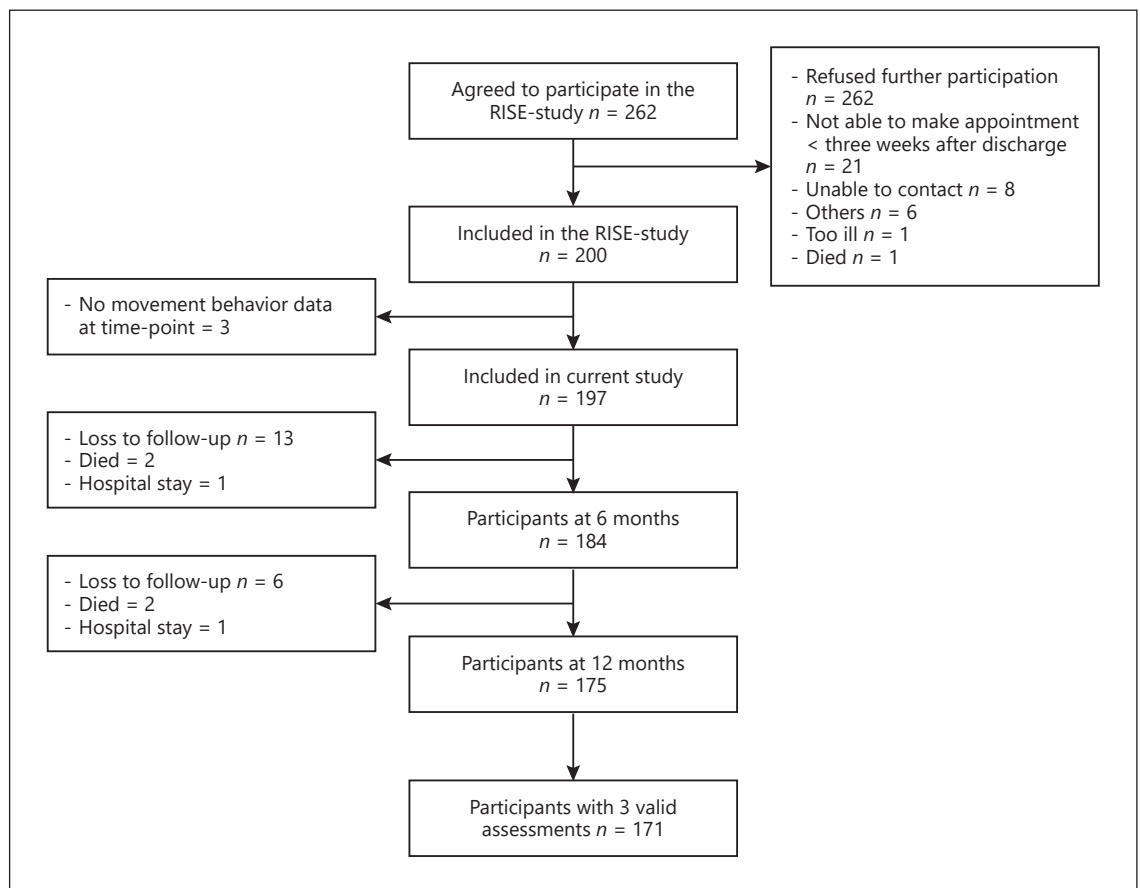 Agreed to participate in the
RISE-study n = 262
- Refused further participation
n = 262
- Not able to make appointment
< three weeks after discharge
n = 21
- Unable to contact n = 8
- Others n = 6
- Too ill n = 1
- Died n = 1
Included in the RISE-study
n = 200
- No movement behavior data
at time-point = 3
Included in current study
n = 197
- Loss to follow-up n = 13
- Died = 2
- Hospital stay = 1
Participants at 6 months
n = 184
- Loss to follow-up n = 6
- Died = 2
- Hospital stay = 1
Participants at 12 months
n = 175
Participants with 3 valid
assessments n = 171